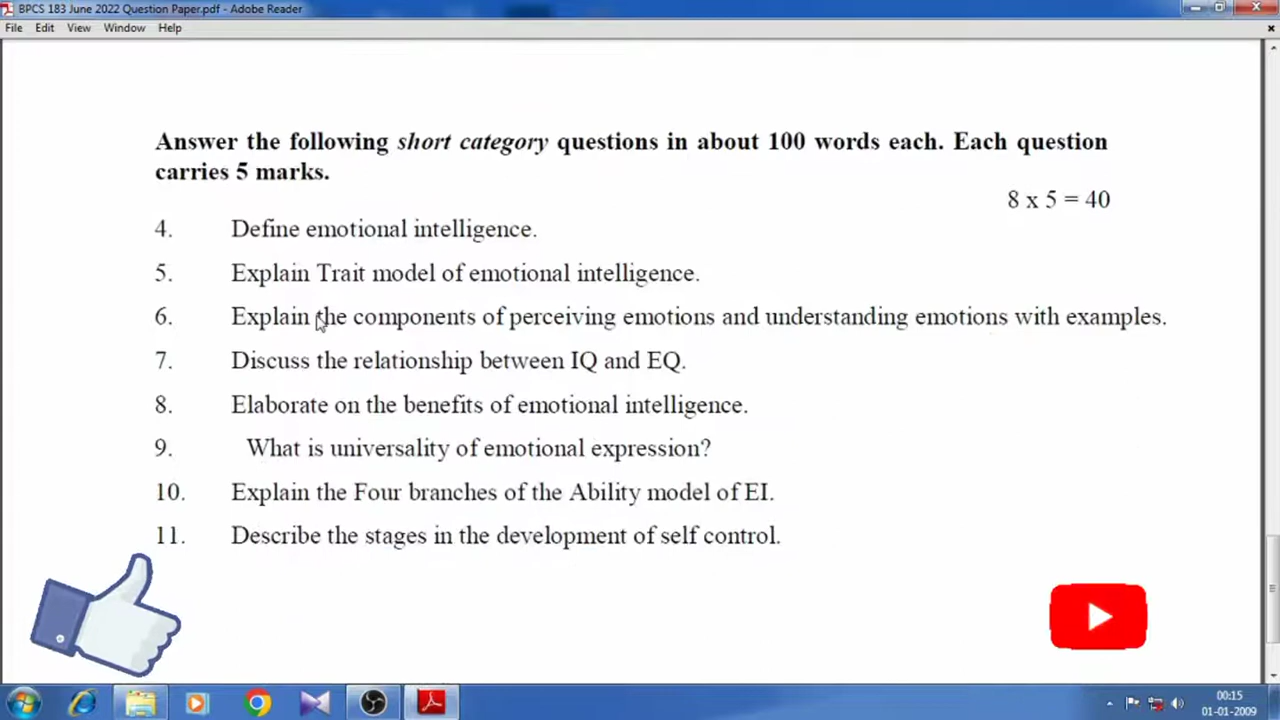 BPCS 183 June 2022 Question Paper.pdf - Adobe Reader
File Edit View Window Help
Answer the following short category questions in about 100 words each. Each question
carries 5 marks.
8 x 5 = 40
4. Define emotional intelligence.
5. Explain Trait model of emotional intelligence.
6. Explain the components of perceiving emotions and understanding emotions with examples.
7. Discuss the relationship between IQ and EQ.
8. Elaborate on the benefits of emotional intelligence.
9. What is universality of emotional expression?
10. Explain the Four branches of the Ability model of EI.
11. Describe the stages in the development of self control.
00:15
01-01-2009